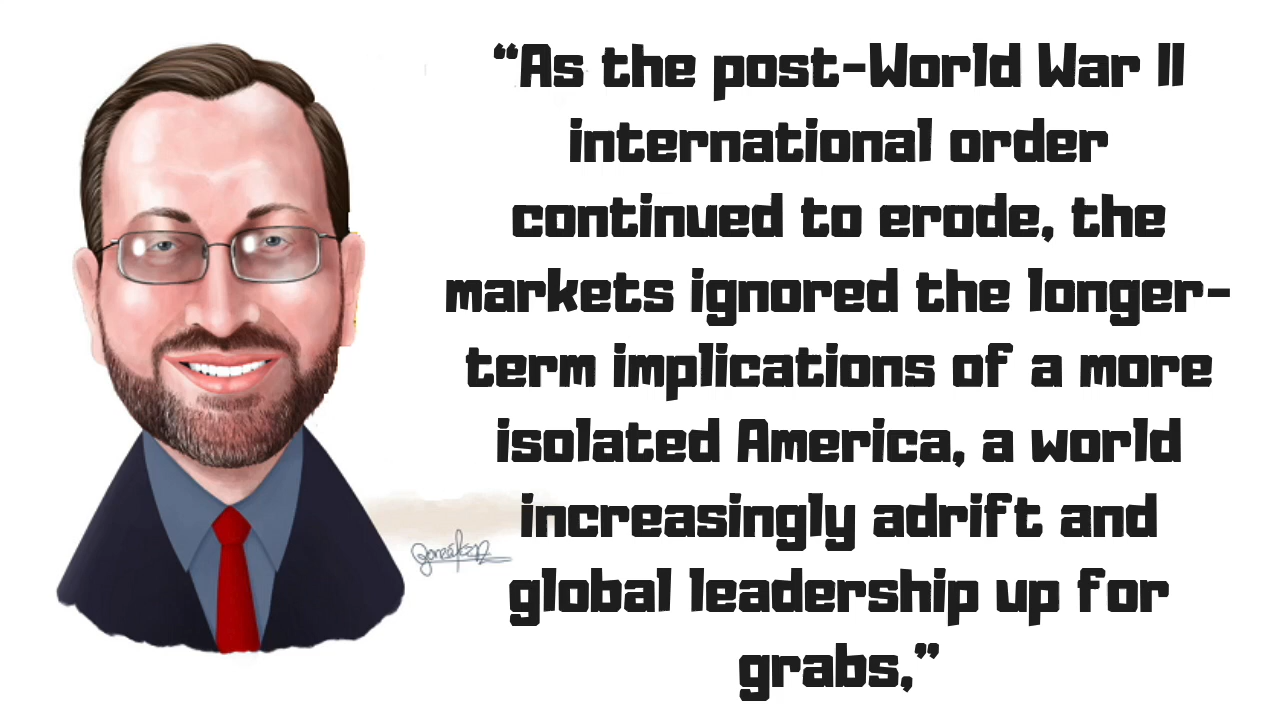 “As the post-World War II
international order
continued to erode, the
markets ignored the longer-
term implications of a more
isolated America, a world
increasingly adrift and
global leadership up for
grabs,”